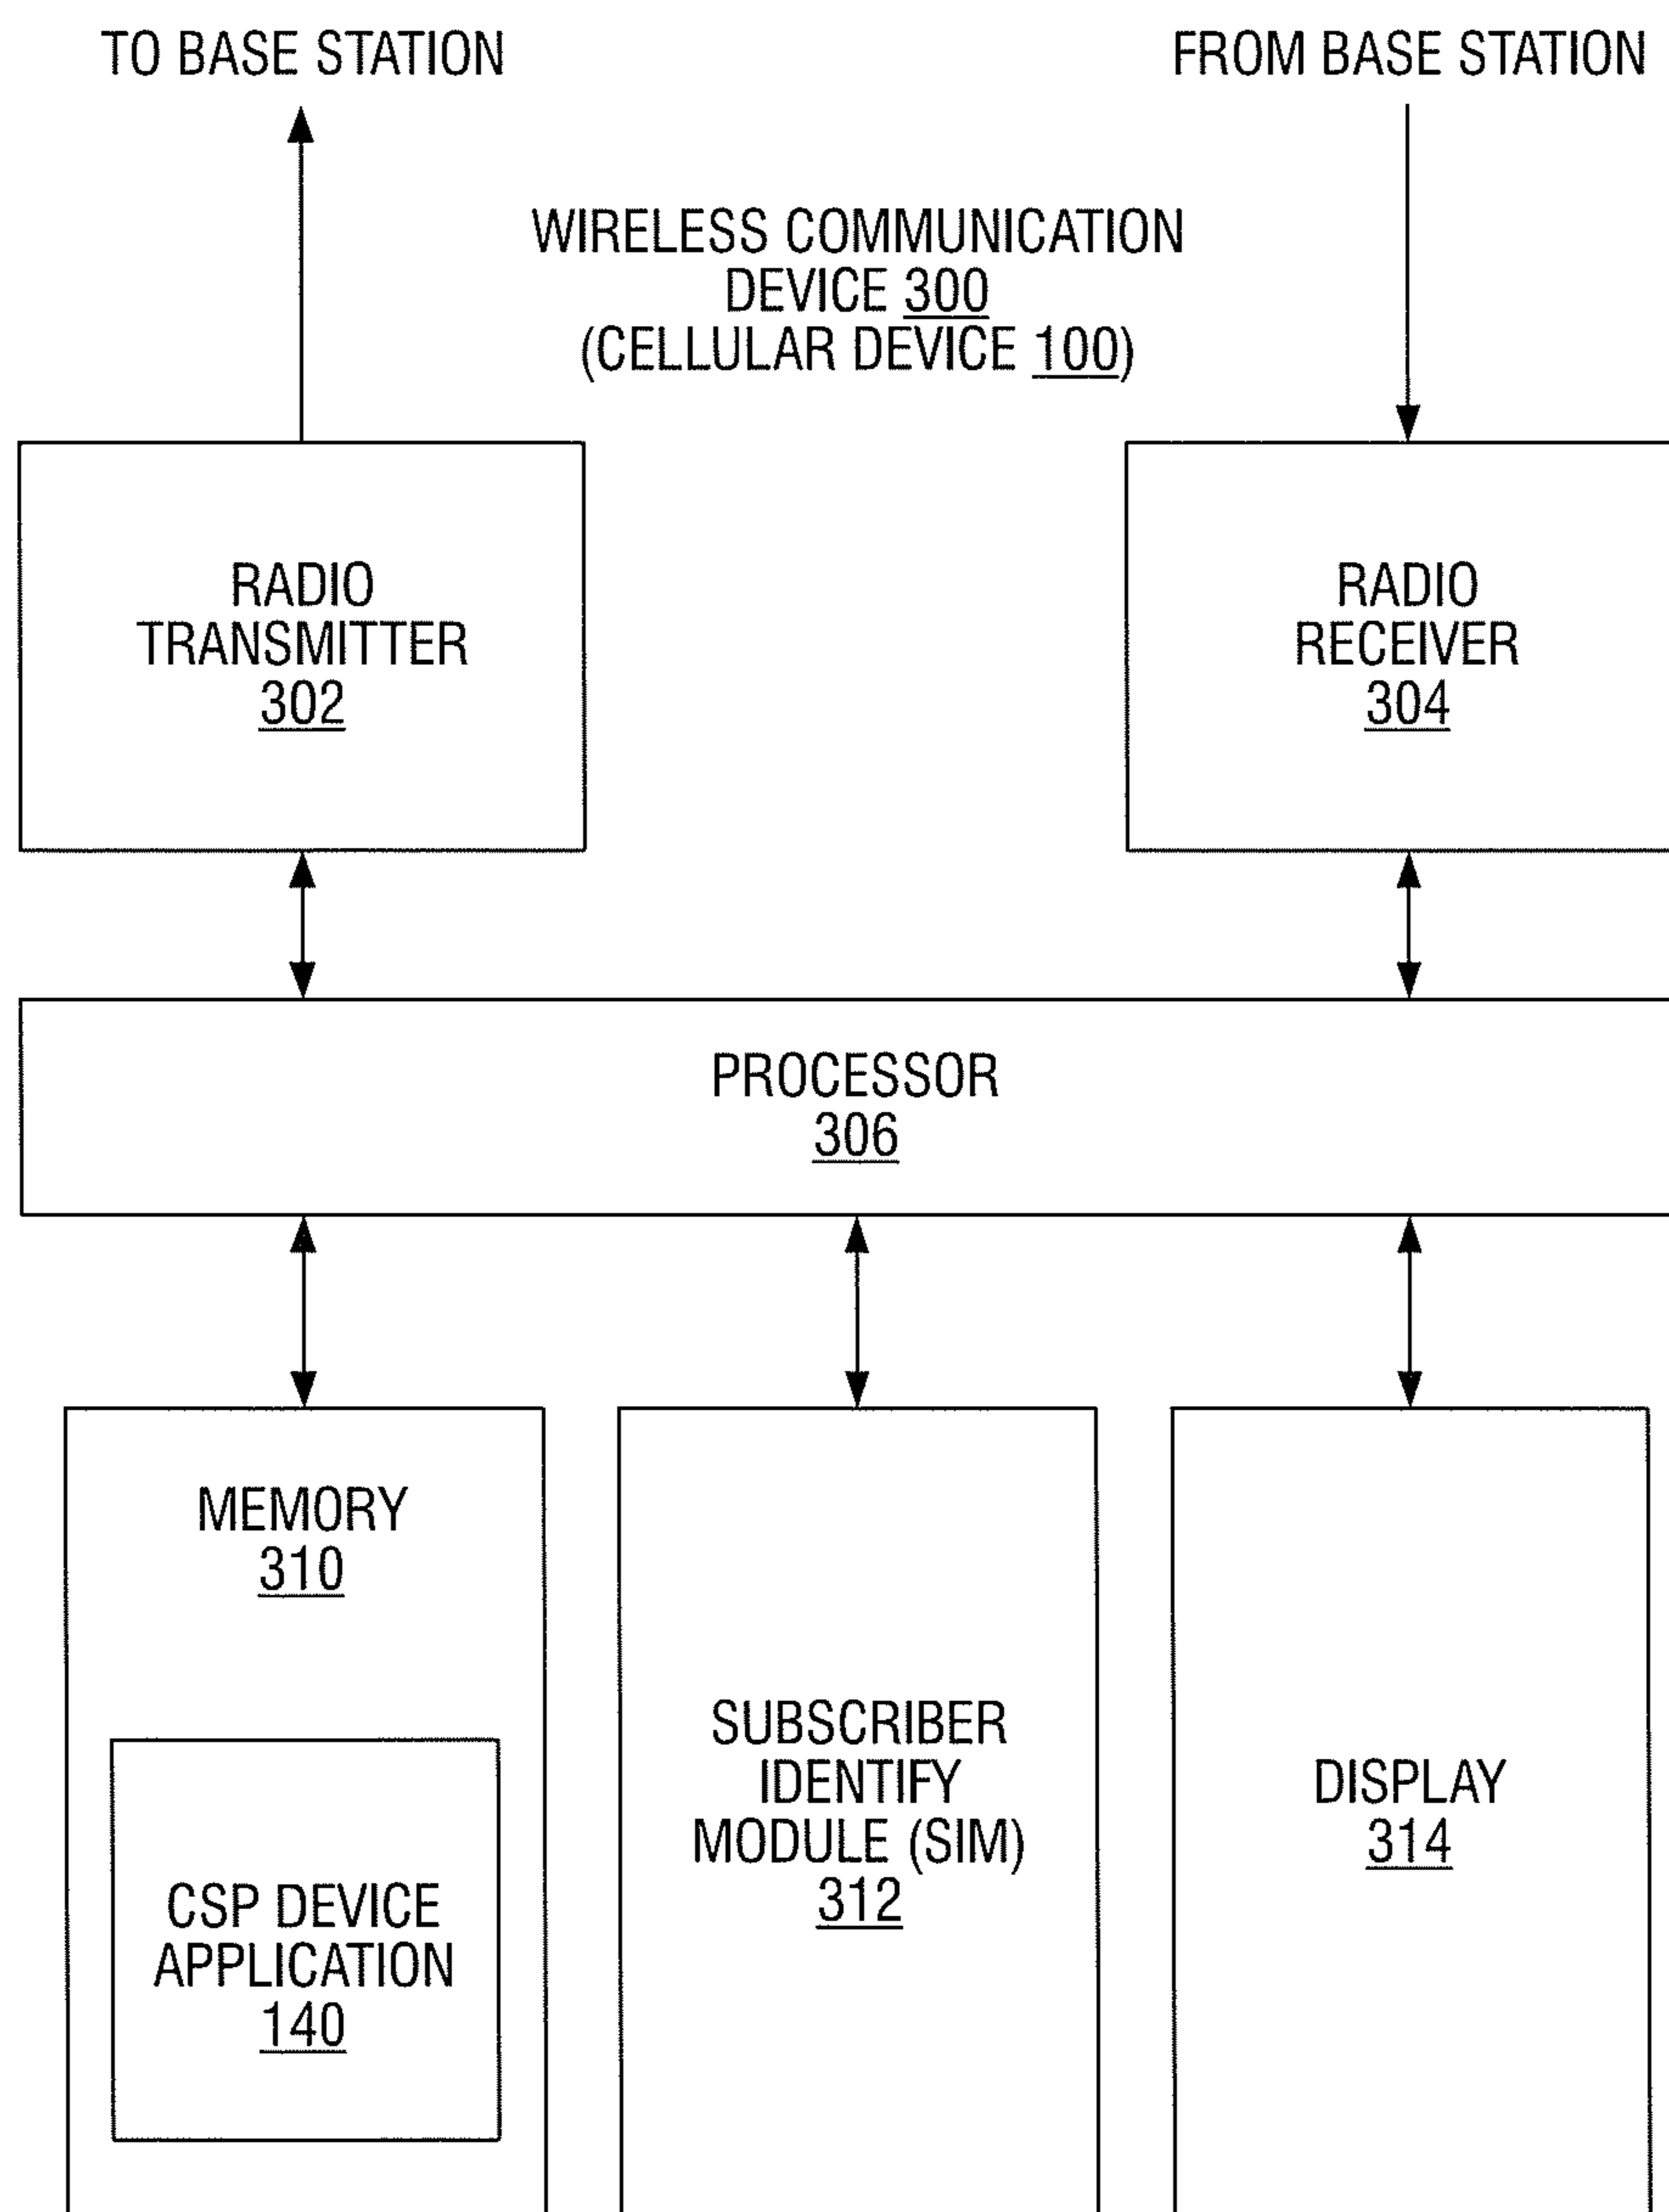 TO BASE STATION
FROM BASE STATION
WIRELESS COMMUNICATION
DEVICE 300
(CELLULAR DEVICE 100)
RADIO
TRANSMITTER
302
RADIO
RECEIVER
304
PROCESSOR
306
MEMORY
310
CSP DEVICE
APPLICATION
140
SUBSCRIBER
IDENTIFY
MODULE (SIM)
312
DISPLAY
314